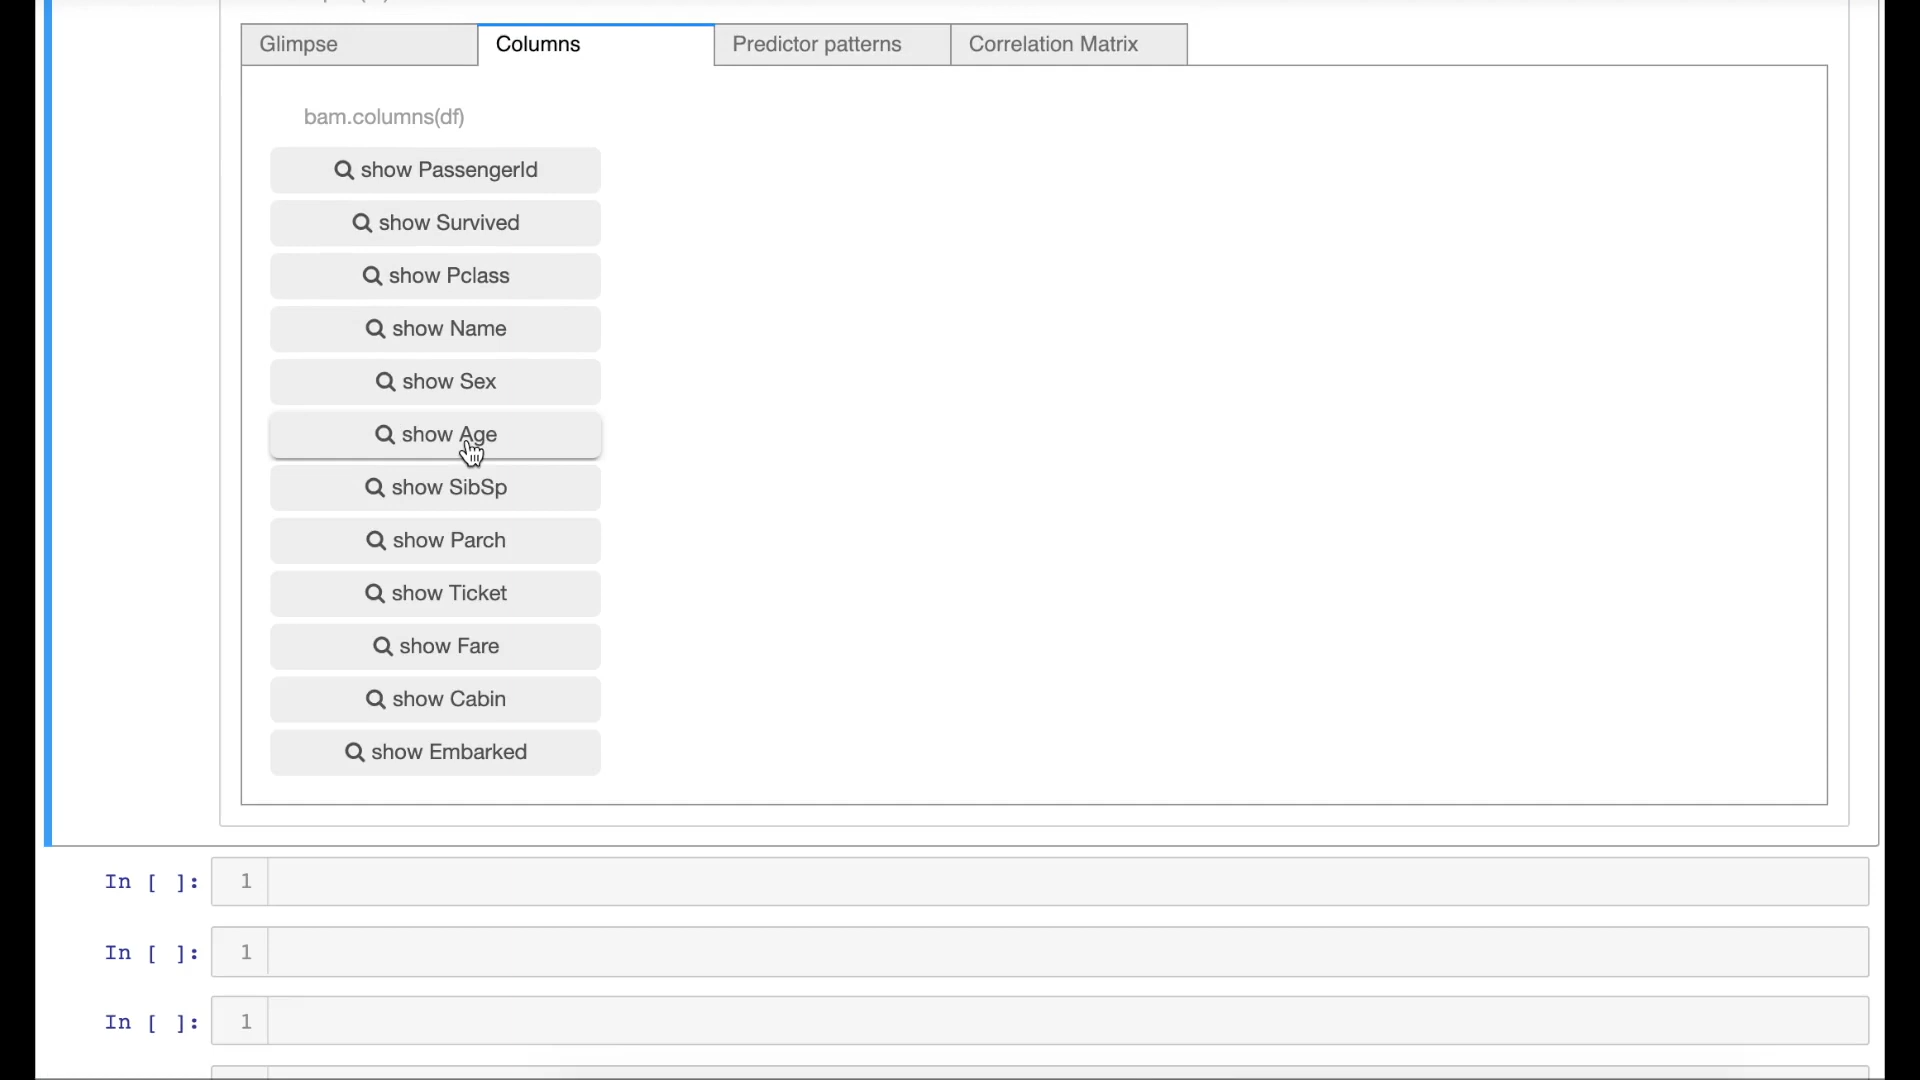 Glimpse
Columns
Predictor patterns
Correlation Matrix
bam.columns(df)
show PassengerId
show Survived
show Pclass
show Name
show Sex
show Age
show SibSp
show Parch
show Ticket
show Fare
show Cabin
show Embarked
In [ ]: 1
In [ ]: 1
In [ ]: 1